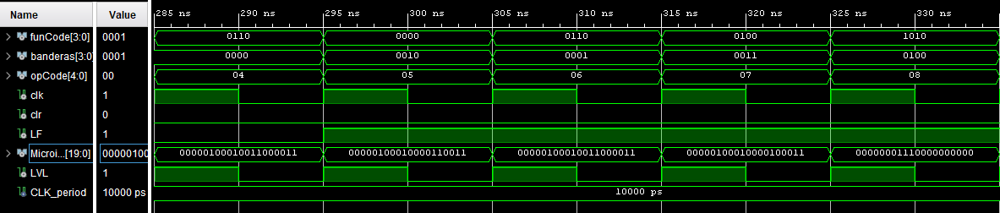 Name Value 285 ns 290 ns 295 ns 300 ns 305 ns 310 ns 315 ns 320 ns 325 ns 330 ns
funCode[3:0] 0001 0110 0000 0110 0100 1010
banderas[3:0] 0001 0000 0010 0001 0011 0100
opCode[4:0] 00 04 05 06 07 08
clk 1
clr 0
LF 1
Microi...[19:0] 00000100 00000100010011000011 00000100010000110011 00000100010011000011 00000100010000100011 00000001110000000000
LVL 1
CLK_period 10000 ps 10000 ps